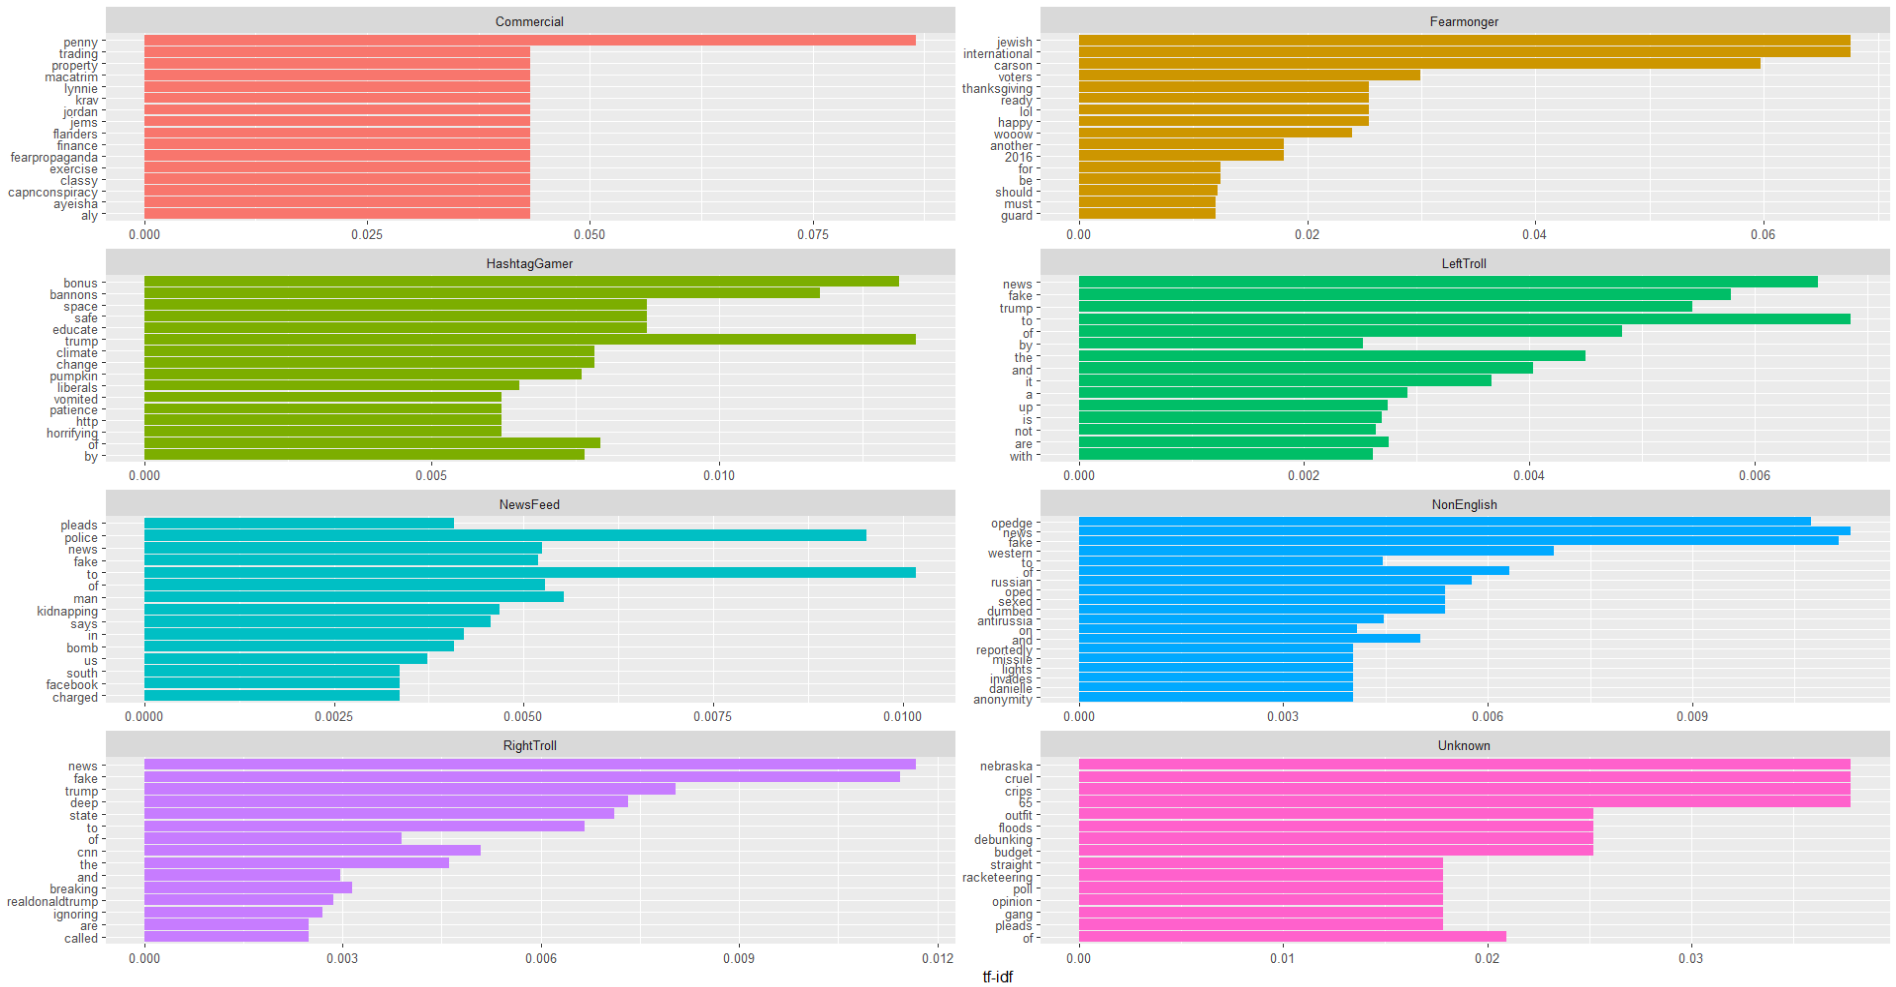 Commercial
penny
trading
property
macatrim
lynnie
krav
jordan
jems
flanders
finance
fearpropaganda
exercise
classy
capnconspiracy
ayeisha
aly
0.000 0.025 0.050 0.075
Fearmonger
jewish
international
carson
voters
thanksgiving
ready
lol
happy
wooow
another
2016
for
be
should
must
guard
0.00 0.02 0.04 0.06
HashtagGamer
bonus
bannons
space
safe
educate
trump
climate
change
pumpkin
liberals
vomited
patience
http
horrifying
of
by
0.000 0.005 0.010
LeftTroll
news
fake
trump
to
of
by
the
and
it
a
up
is
not
are
with
0.000 0.002 0.004 0.006
NewsFeed
pleads
police
news
fake
to
of
man
kidnapping
says
in
bomb
us
south
facebook
charged
0.0000 0.0025 0.0050 0.0075 0.0100
NonEnglish
opedge
news
fake
western
to
of
russian
oped
sexed
dumbed
antirussia
on
and
reportedly
missile
lights
invades
danielle
anonymity
0.000 0.003 0.006 0.009
RightTroll
news
fake
trump
deep
state
to
of
cnn
the
and
breaking
realdonaldtrump
ignoring
are
called
0.000 0.003 0.006 0.009 0.012
Unknown
nebraska
cruel
crips
65
outfit
floods
debunking
budget
straight
racketeering
poll
opinion
gang
pleads
of
0.00 0.01 0.02 0.03
tf-idf